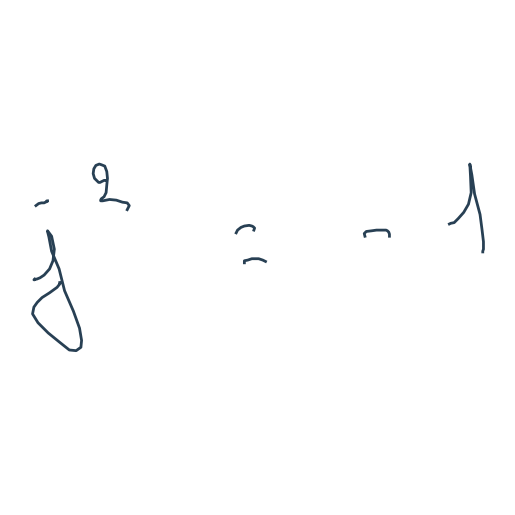 j² = -1